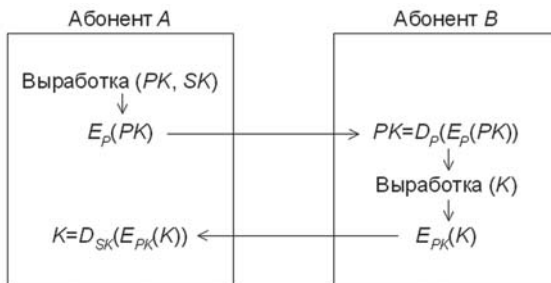 Абонент A
Абонент B
Выработка (PK, SK)
E_P(PK)
PK=D_P(E_P(PK))
Выработка (K)
K=D_SK(E_PK(K))
E_PK(K)